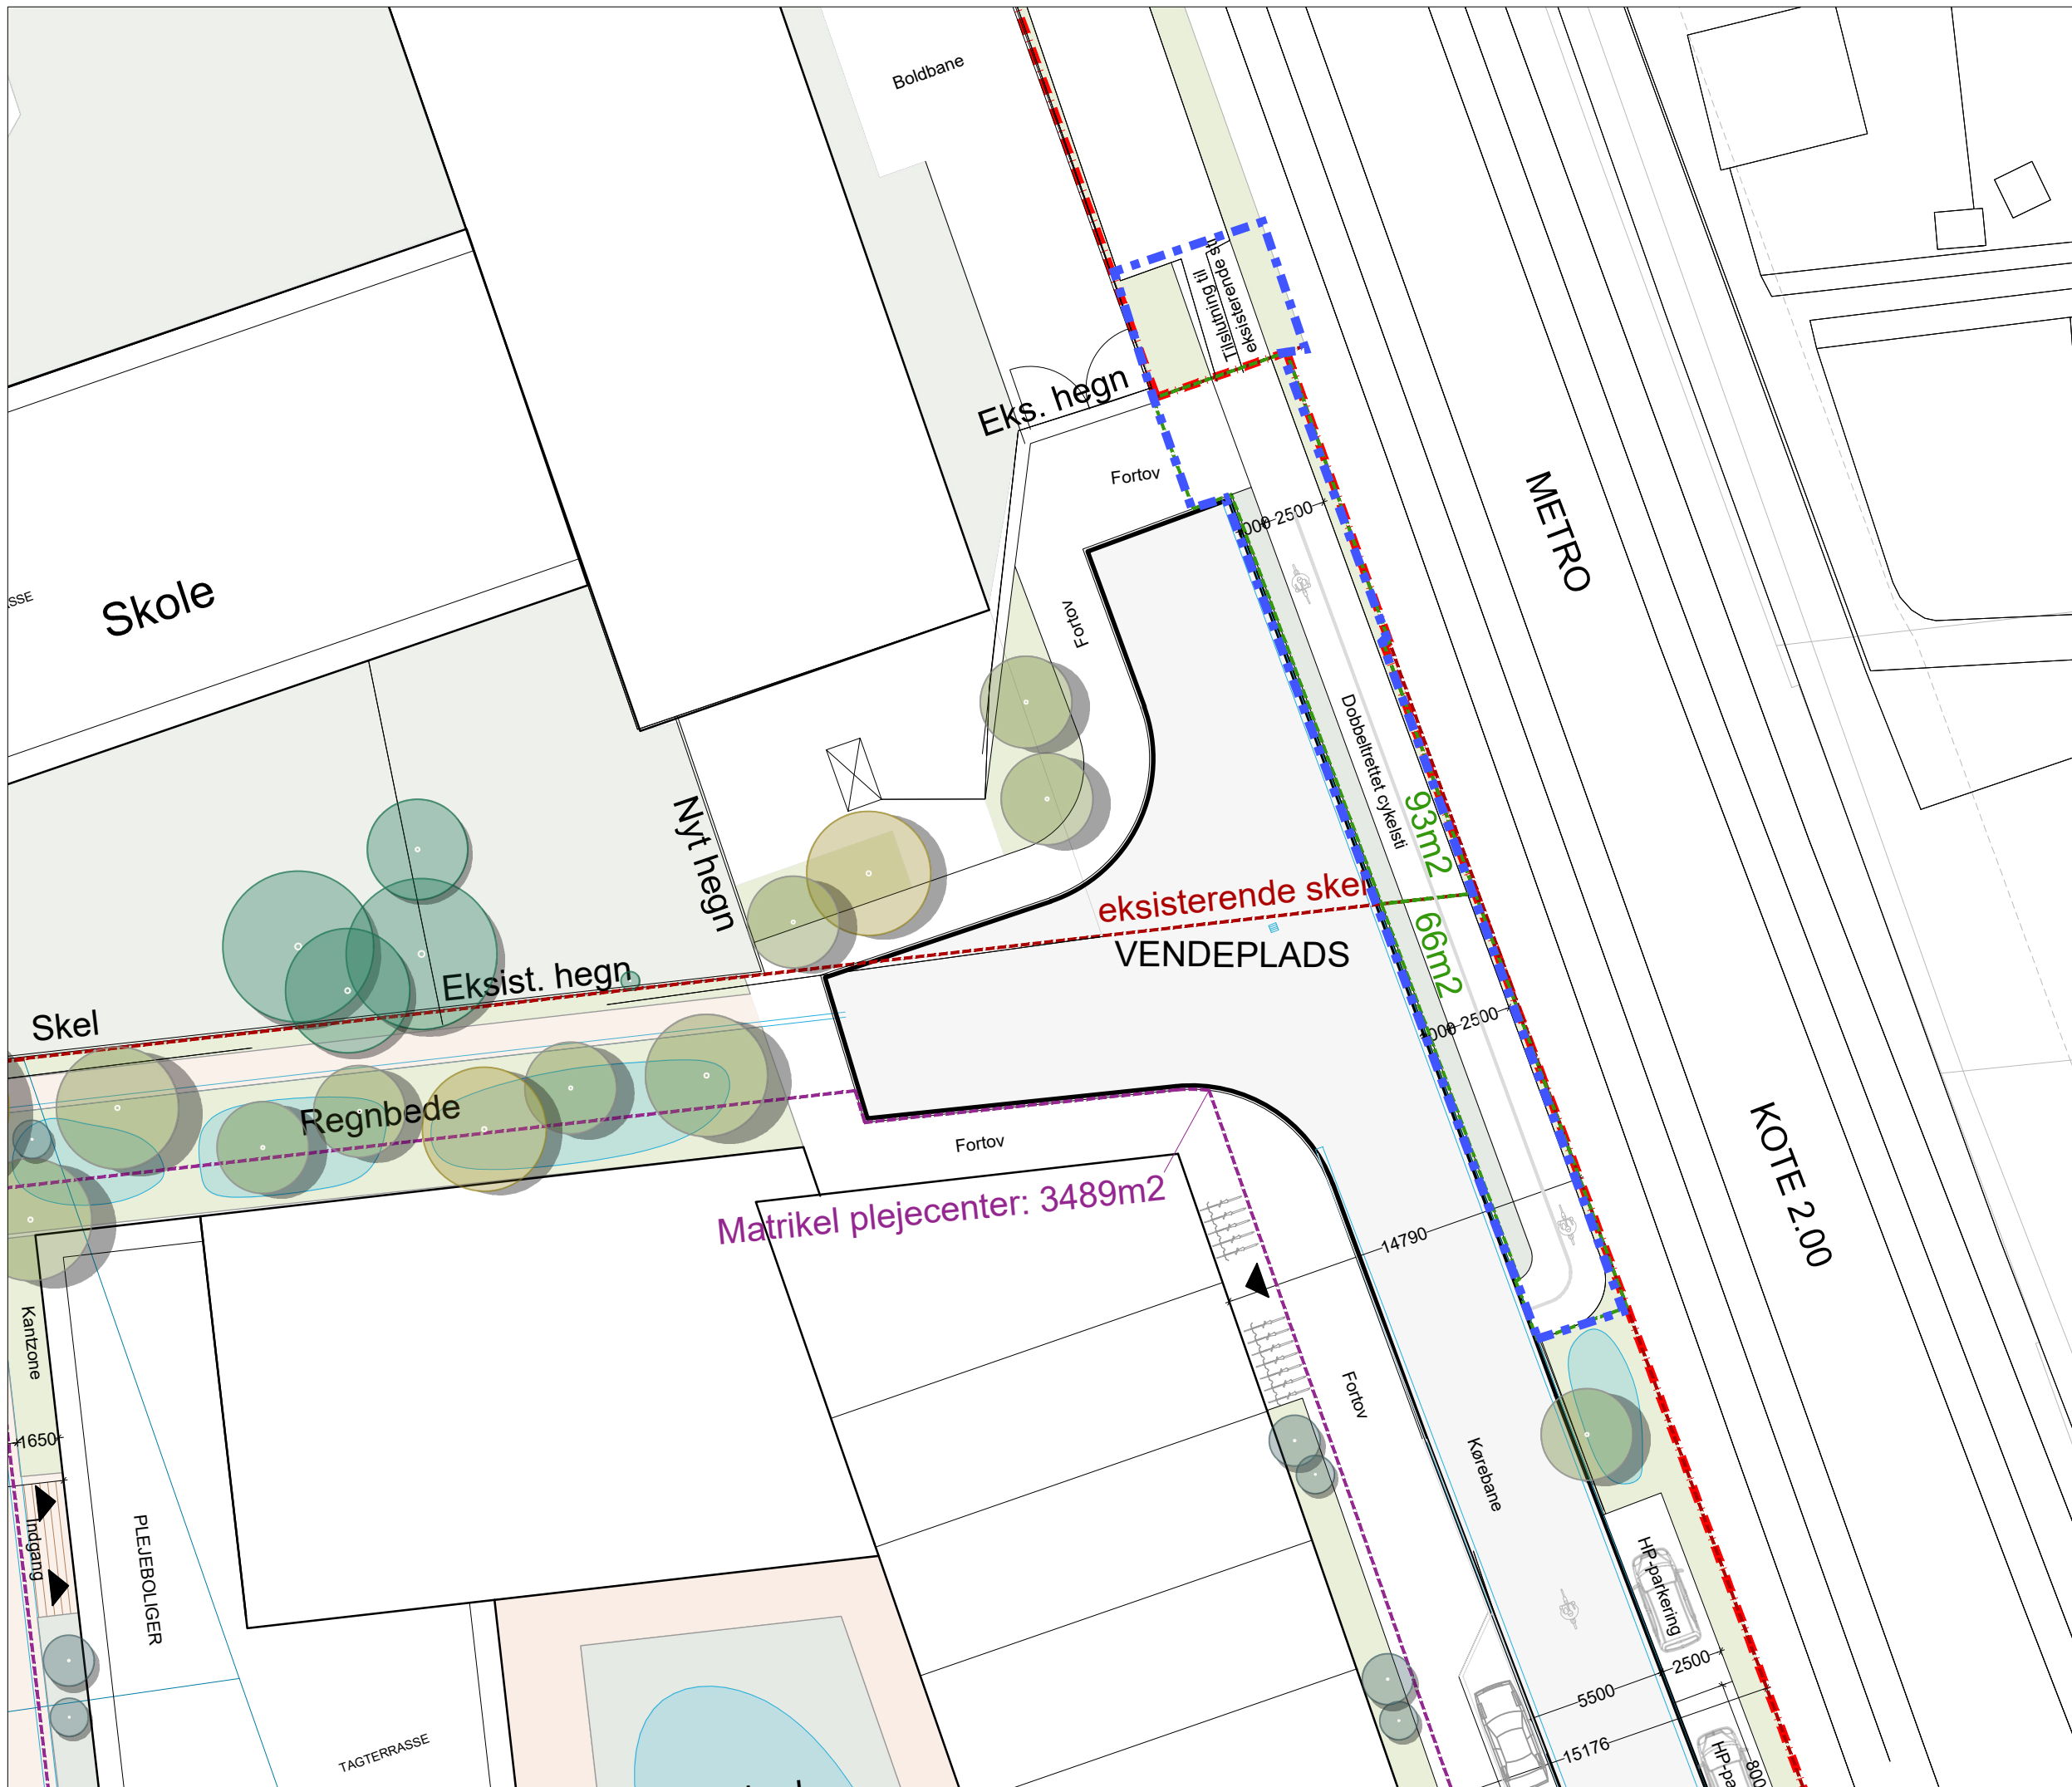 Boldbane
Tilslutning til
eksisterende
Eks. hegn
Fortov
2500
METRO
Skole
Fortov
Dobbeltrettet cykelsti
93m2
Nyt hegn
eksisterende skel
VENDEPLADS
66m2
Eksist. hegn
Skel
2500
Regnbede
Fortov
Matrikel plejecenter: 3489m2
KOTE 2.00
14790
Kantzone
Fortov
1650
Kørebane
Indgang
PLEJEBOLIGER
HP-parkering
2500
5500
15176
TAGTERRASSE